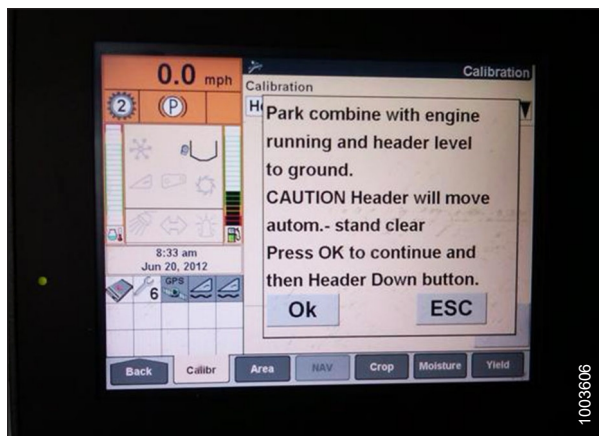 0.0 mph
Calibration
2
(P)
Calibration
He
Park combine with engine
running and header level
to ground.
CAUTION Header will move
autom.- stand clear
Press OK to continue and
then Header Down button.
Ok
ESC
8:33 am
Jun 20, 2012
6
GPS
Back
Calibr
Area
NAV
Crop
Moisture
Yield
1003606